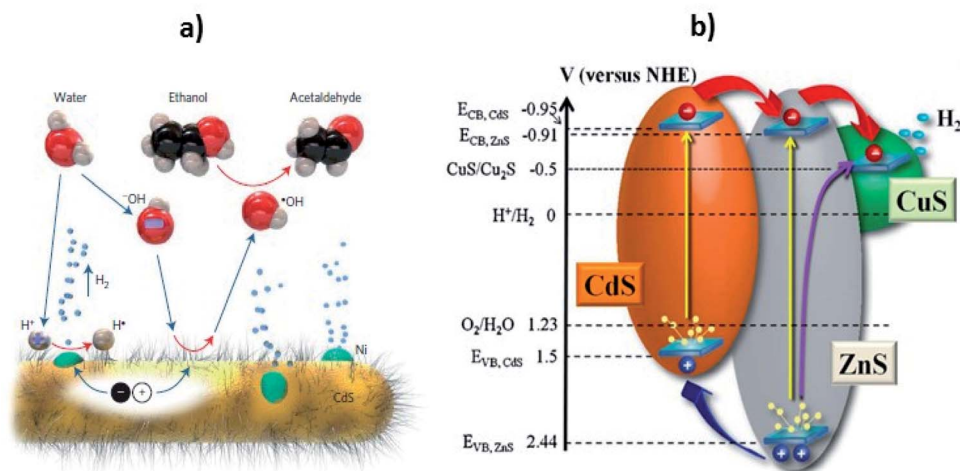 a)
Water
Ethanol
Acetaldehyde
⁻OH
•OH
H₂
H⁺
H•
Ni
− +
CdS
b)
V (versus NHE)
E_CB, CdS -0.95
E_CB, ZnS -0.91
CuS/Cu₂S -0.5
H⁺/H₂ 0
O₂/H₂O 1.23
E_VB, CdS 1.5
E_VB, ZnS 2.44
H₂
CuS
CdS
ZnS